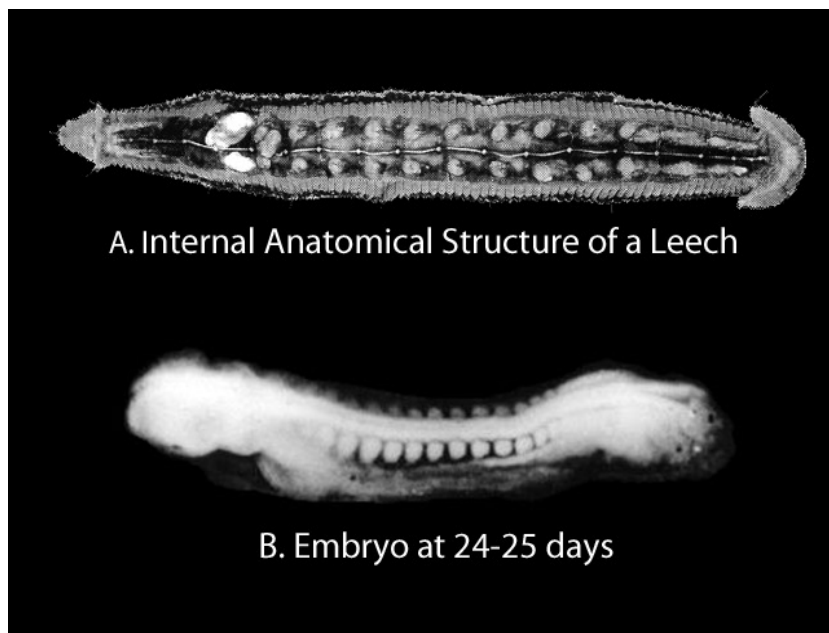 A. Internal Anatomical Structure of a Leech
B. Embryo at 24-25 days